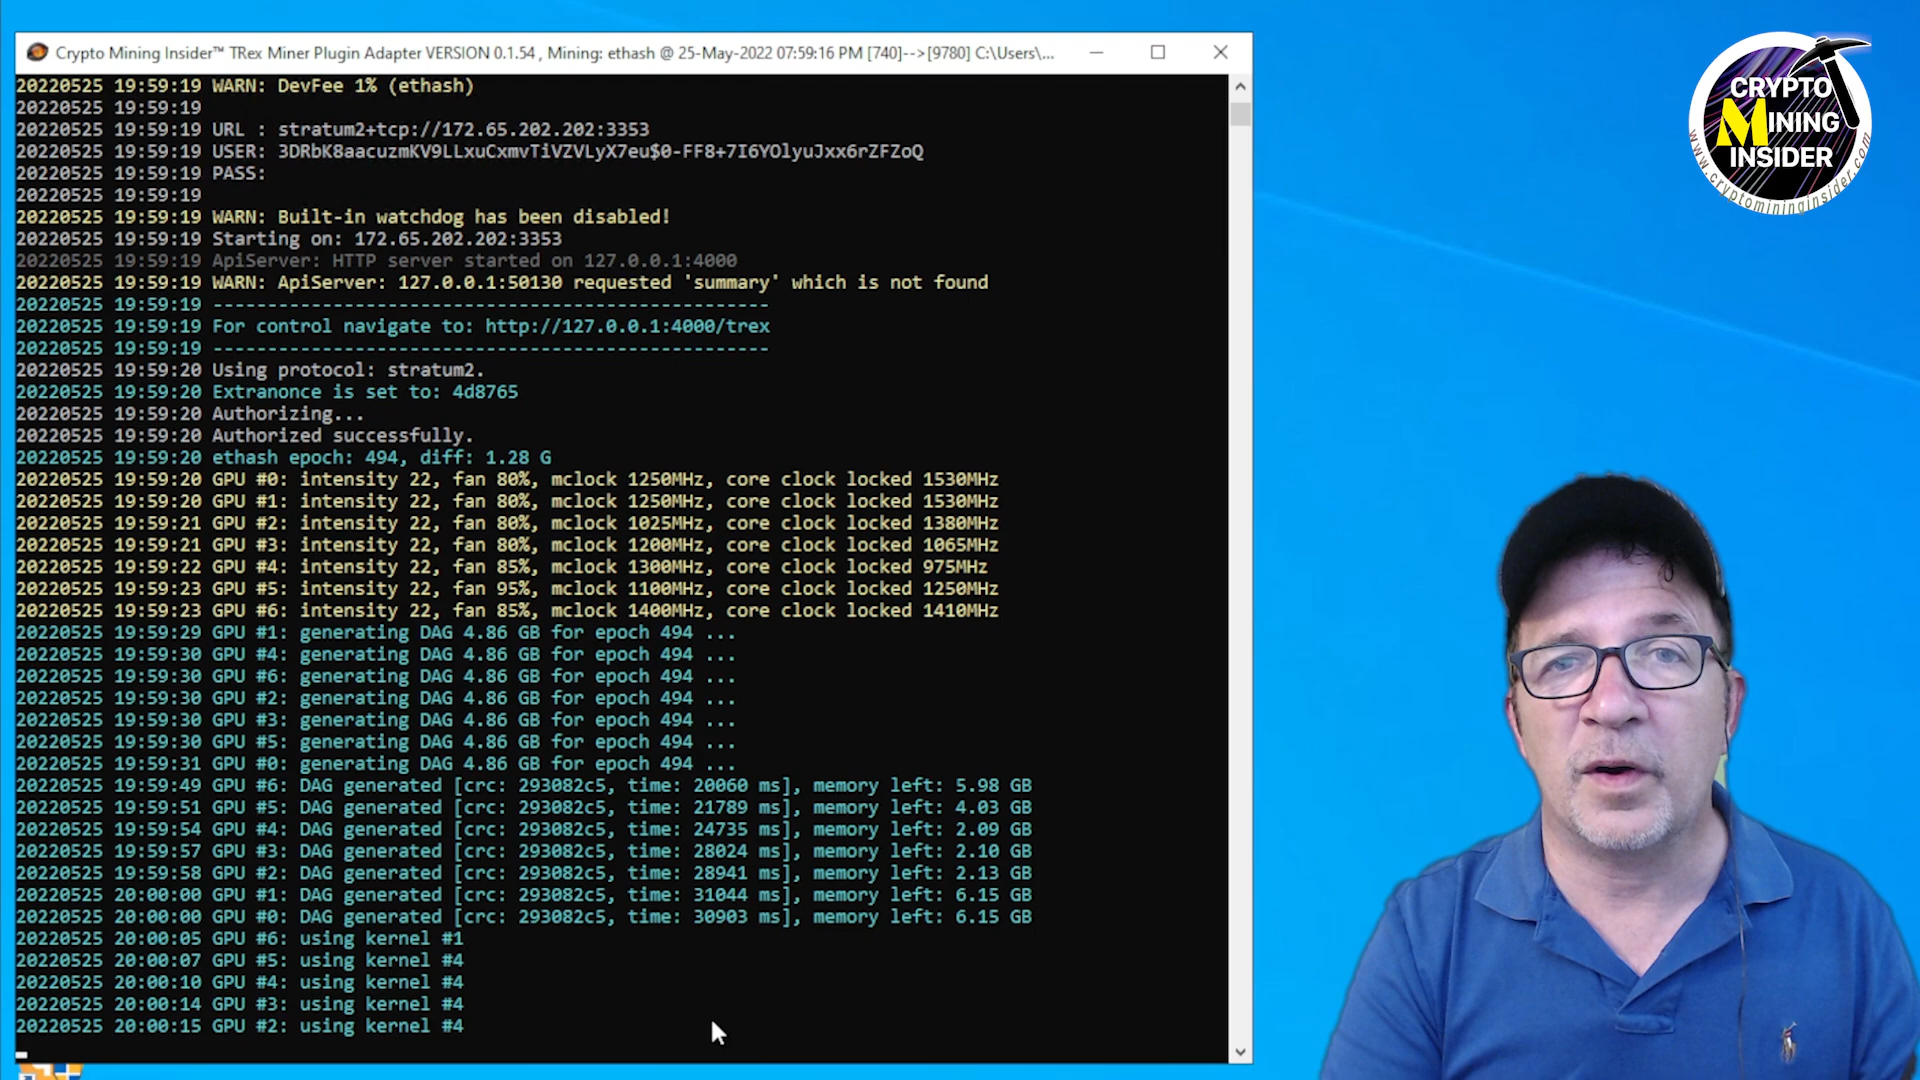 Crypto Mining Insider™ TRex Miner Plugin Adapter VERSION 0.1.54 , Mining: ethash @ 25-May-2022 07:59:16 PM [740]-->[9780] C:\Users\...
20220525 19:59:19 WARN: DevFee 1% (ethash)
20220525 19:59:19
20220525 19:59:19 URL : stratum2+tcp://172.65.202.202:3353
20220525 19:59:19 USER: 3DRbK8aacuzmKV9LLxuCxmvTiVZVLyX7eu$0-FF8+7I6YOlyuJxx6rZFZoQ
20220525 19:59:19 PASS:
20220525 19:59:19
20220525 19:59:19 WARN: Built-in watchdog has been disabled!
20220525 19:59:19 Starting on: 172.65.202.202:3353
20220525 19:59:19 ApiServer: HTTP server started on 127.0.0.1:4000
20220525 19:59:19 WARN: ApiServer: 127.0.0.1:50130 requested 'summary' which is not found
20220525 19:59:19 ---------------------------------------------------
20220525 19:59:19 For control navigate to: http://127.0.0.1:4000/trex
20220525 19:59:19 ---------------------------------------------------
20220525 19:59:20 Using protocol: stratum2.
20220525 19:59:20 Extranonce is set to: 4d8765
20220525 19:59:20 Authorizing...
20220525 19:59:20 Authorized successfully.
20220525 19:59:20 ethash epoch: 494, diff: 1.28 G
20220525 19:59:20 GPU #0: intensity 22, fan 80%, mclock 1250MHz, core clock locked 1530MHz
20220525 19:59:20 GPU #1: intensity 22, fan 80%, mclock 1250MHz, core clock locked 1530MHz
20220525 19:59:21 GPU #2: intensity 22, fan 80%, mclock 1025MHz, core clock locked 1380MHz
20220525 19:59:21 GPU #3: intensity 22, fan 80%, mclock 1200MHz, core clock locked 1065MHz
20220525 19:59:22 GPU #4: intensity 22, fan 85%, mclock 1300MHz, core clock locked 975MHz
20220525 19:59:23 GPU #5: intensity 22, fan 95%, mclock 1100MHz, core clock locked 1250MHz
20220525 19:59:23 GPU #6: intensity 22, fan 85%, mclock 1400MHz, core clock locked 1410MHz
20220525 19:59:29 GPU #1: generating DAG 4.86 GB for epoch 494 ...
20220525 19:59:30 GPU #4: generating DAG 4.86 GB for epoch 494 ...
20220525 19:59:30 GPU #6: generating DAG 4.86 GB for epoch 494 ...
20220525 19:59:30 GPU #2: generating DAG 4.86 GB for epoch 494 ...
20220525 19:59:30 GPU #3: generating DAG 4.86 GB for epoch 494 ...
20220525 19:59:30 GPU #5: generating DAG 4.86 GB for epoch 494 ...
20220525 19:59:31 GPU #0: generating DAG 4.86 GB for epoch 494 ...
20220525 19:59:49 GPU #6: DAG generated [crc: 293082c5, time: 20060 ms], memory left: 5.98 GB
20220525 19:59:51 GPU #5: DAG generated [crc: 293082c5, time: 21789 ms], memory left: 4.03 GB
20220525 19:59:54 GPU #4: DAG generated [crc: 293082c5, time: 24735 ms], memory left: 2.09 GB
20220525 19:59:57 GPU #3: DAG generated [crc: 293082c5, time: 28024 ms], memory left: 2.10 GB
20220525 19:59:58 GPU #2: DAG generated [crc: 293082c5, time: 28941 ms], memory left: 2.13 GB
20220525 20:00:00 GPU #1: DAG generated [crc: 293082c5, time: 31044 ms], memory left: 6.15 GB
20220525 20:00:00 GPU #0: DAG generated [crc: 293082c5, time: 30903 ms], memory left: 6.15 GB
20220525 20:00:05 GPU #6: using kernel #1
20220525 20:00:07 GPU #5: using kernel #4
20220525 20:00:10 GPU #4: using kernel #4
20220525 20:00:14 GPU #3: using kernel #4
20220525 20:00:15 GPU #2: using kernel #4
CRYPTO
MINING
INSIDER
www.cryptomininginsider.com